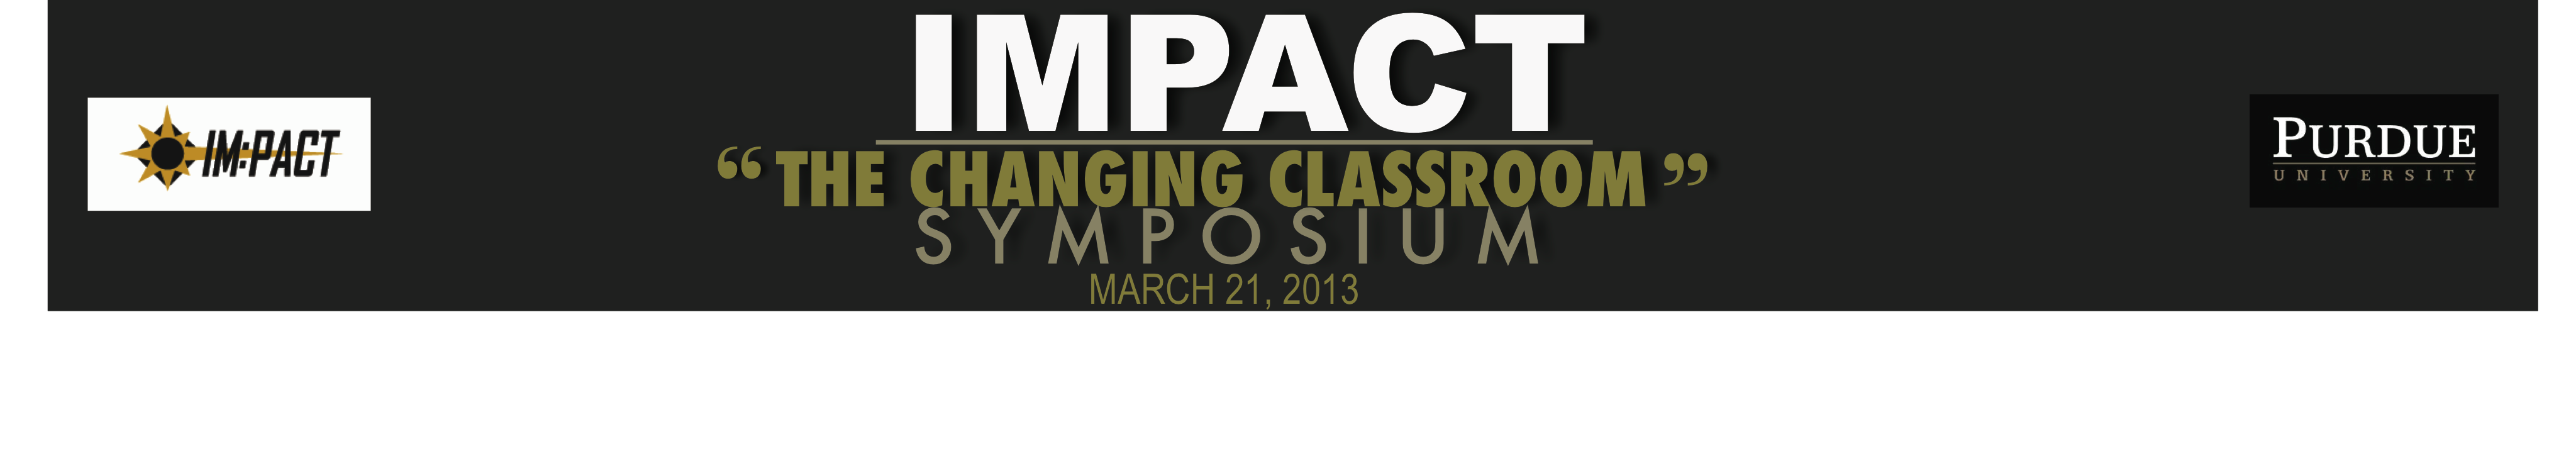 IMPACT
“THE CHANGING CLASSROOM”
SYMPOSIUM
MARCH 21, 2013
IM:PACT
PURDUE
UNIVERSITY